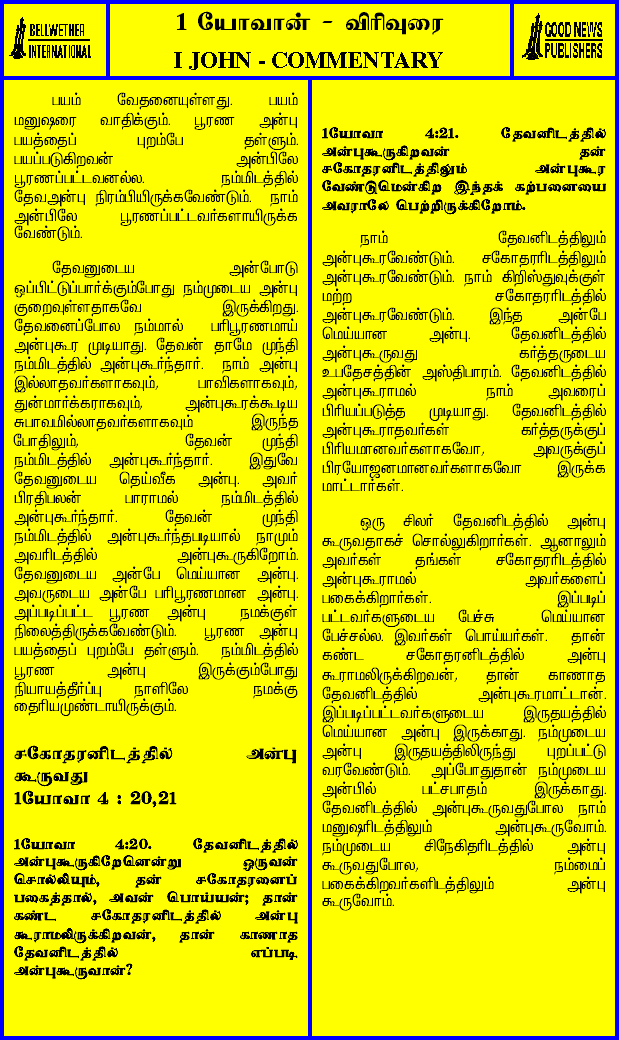 BELLWETHER
INTERNATIONAL
1 யோவான் - விரிவுரை
I JOHN - COMMENTARY
GOOD NEWS
PUBLISHERS
பயம் வேதனையுள்ளது. பயம்
மனுஷரை வாதிக்கும். பூரண அன்பு
பயத்தைப் புறம்பே தள்ளும்.
பயப்படுகிறவன் அன்பிலே
பூரணப்பட்டவனல்ல. நம்மிடத்தில்
தேவஅன்பு நிரம்பியிருக்கவேண்டும். நாம்
அன்பிலே பூரணப்பட்டவர்களாயிருக்க
வேண்டும்.
தேவனுடைய அன்போடு
ஒப்பிட்டுப்பார்க்கும்போது நம்முடைய அன்பு
குறைவுள்ளதாகவே இருக்கிறது.
தேவனைப்போல நம்மால் பரிபூரணமாய்
அன்புகூர முடியாது. தேவன் தாமே முந்தி
நம்மிடத்தில் அன்புகூர்ந்தார். நாம் அன்பு
இல்லாதவர்களாகவும், பாவிகளாகவும்,
துன்மார்க்கராகவும், அன்புகூரக்கூடிய
சுபாவமில்லாதவர்களாகவும் இருந்த
போதிலும், தேவன் முந்தி
நம்மிடத்தில் அன்புகூர்ந்தார். இதுவே
தேவனுடைய தெய்வீக அன்பு. அவர்
பிரதிபலன் பாராமல் நம்மிடத்தில்
அன்புகூர்ந்தார். தேவன் முந்தி
நம்மிடத்தில் அன்புகூர்ந்தபடியால் நாமும்
அவரிடத்தில் அன்புகூருகிறோம்.
தேவனுடைய அன்பே மெய்யான அன்பு.
அவருடைய அன்பே பரிபூரணமான அன்பு.
அப்படிப்பட்ட பூரண அன்பு நமக்குள்
நிலைத்திருக்கவேண்டும். பூரண அன்பு
பயத்தைப் புறம்பே தள்ளும். நம்மிடத்தில்
பூரண அன்பு இருக்கும்போது
நியாயத்தீர்ப்பு நாளிலே நமக்கு
தைரியமுண்டாயிருக்கும்.
சகோதரனிடத்தில் அன்பு
கூருவது
1யோவா 4 : 20,21
1யோவா 4:20. தேவனிடத்தில்
அன்புகூருகிறேனென்று ஒருவன்
சொல்லியும், தன் சகோதரனைப்
பகைத்தால், அவன் பொய்யன்; தான்
கண்ட சகோதரனிடத்தில் அன்பு
கூராமலிருக்கிறவன், தான் காணாத
தேவனிடத்தில் எப்படி
அன்புகூருவான்?
1யோவா 4:21. தேவனிடத்தில்
அன்புகூருகிறவன் தன்
சகோதரனிடத்திலும் அன்புகூர
வேண்டுமென்கிற இந்தக் கற்பனையை
அவராலே பெற்றிருக்கிறோம்.
நாம் தேவனிடத்திலும்
அன்புகூரவேண்டும். சகோதரனிடத்திலும்
அன்புகூரவேண்டும். நாம் கிறிஸ்துவுக்குள்
மற்ற சகோதரரிடத்தில்
அன்புகூரவேண்டும். இந்த அன்பே
மெய்யான அன்பு. தேவனிடத்தில்
அன்புகூருவது கர்த்தருடைய
உபதேசத்தின் அஸ்திபாரம். தேவனிடத்தில்
அன்புகூராமல் நாம் அவரைப்
பிரியப்படுத்த முடியாது. தேவனிடத்தில்
அன்புகூராதவர்கள் கர்த்தருக்குப்
பிரியமானவர்களாகவோ, அவருக்குப்
பிரயோஜனமானவர்களாகவோ இருக்க
மாட்டார்கள்.
ஒரு சிலர் தேவனிடத்தில் அன்பு
கூருவதாகச் சொல்லுகிறார்கள். ஆனாலும்
அவர்கள் தங்கள் சகோதரரிடத்தில்
அன்புகூராமல் அவர்களைப்
பகைக்கிறார்கள். இப்படிப்
பட்டவர்களுடைய பேச்சு மெய்யான
பேச்சல்ல. இவர்கள் பொய்யர்கள். தான்
கண்ட சகோதரனிடத்தில் அன்பு
கூராமலிருக்கிறவன், தான் காணாத
தேவனிடத்தில் அன்புகூரமாட்டான்.
இப்படிப்பட்டவர்களுடைய இருதயத்தில்
மெய்யான அன்பு இருக்காது. நம்முடைய
அன்பு இருதயத்திலிருந்து புறப்பட்டு
வரவேண்டும். அப்போதுதான் நம்முடைய
அன்பில் பட்சபாதம் இருக்காது.
தேவனிடத்தில் அன்புகூருவதுபோல நாம்
மனுஷரிடத்திலும் அன்புகூருவோம்.
நம்முடைய சிநேகிதரிடத்தில் அன்பு
கூருவதுபோல, நம்மைப்
பகைக்கிறவர்களிடத்திலும் அன்பு
கூருவோம்.